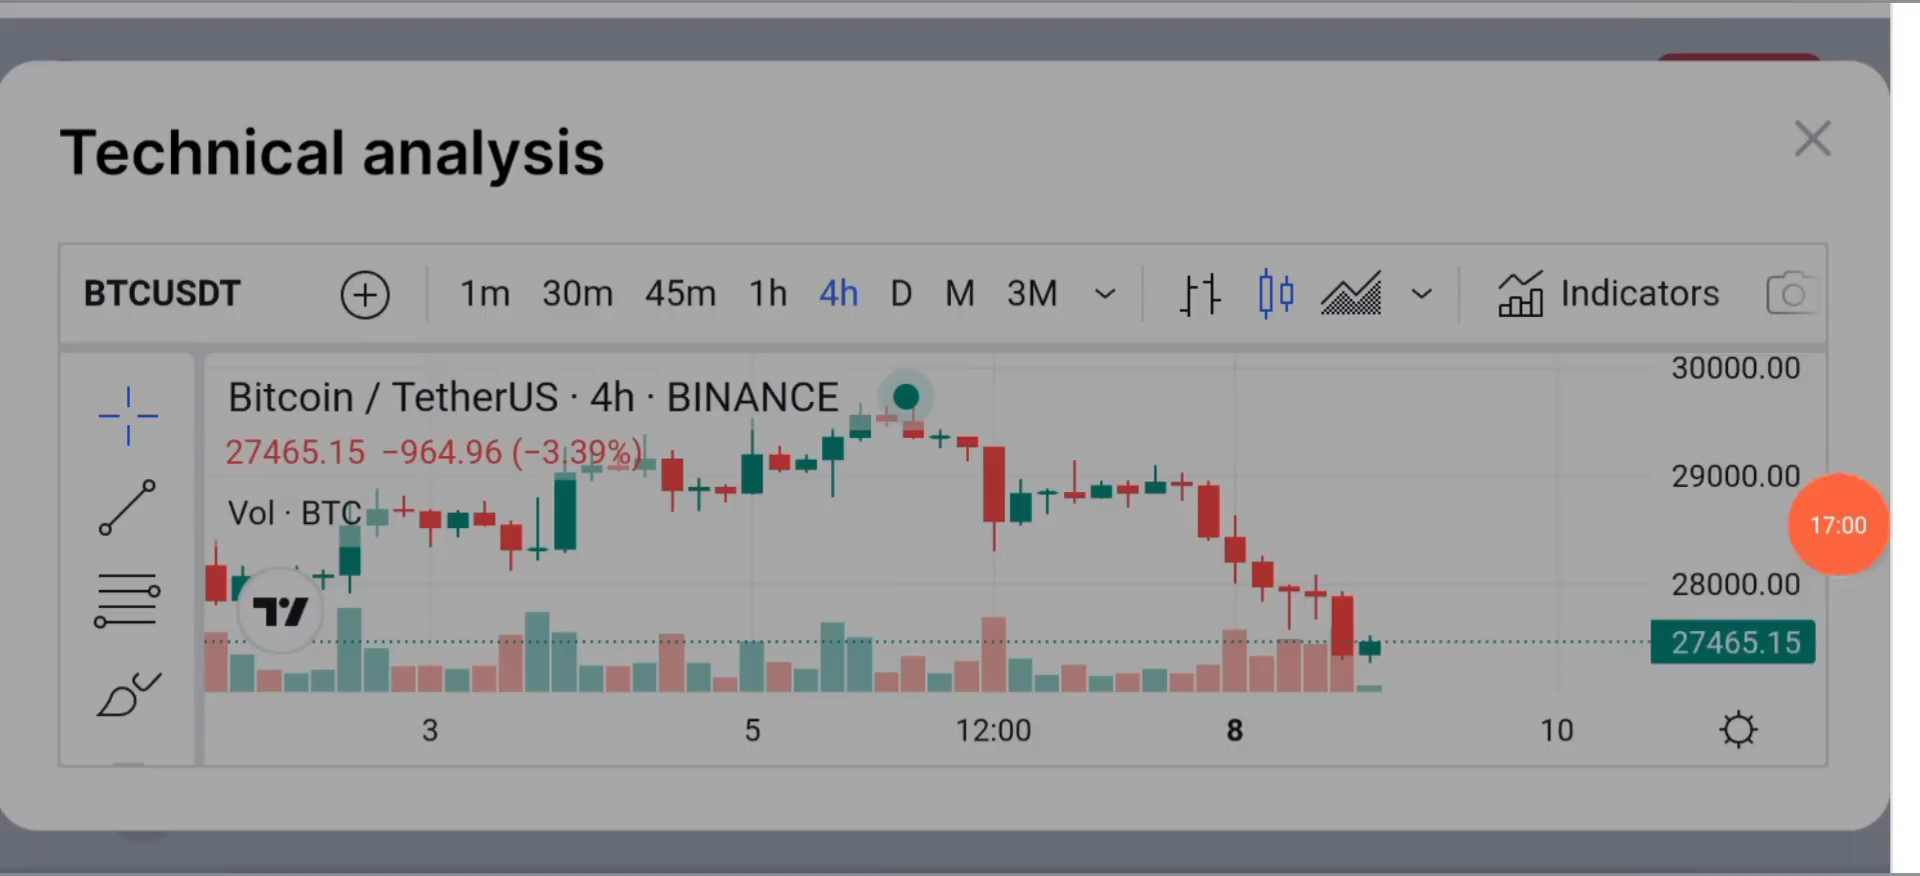 Technical analysis
BTCUSDT 1m 30m 45m 1h 4h D M 3M Indicators
Bitcoin / TetherUS · 4h · BINANCE
27465.15 −964.96 (−3.39%)
Vol · BTC
30000.00
29000.00
17:00
28000.00
27465.15
3 5 12:00 8 10